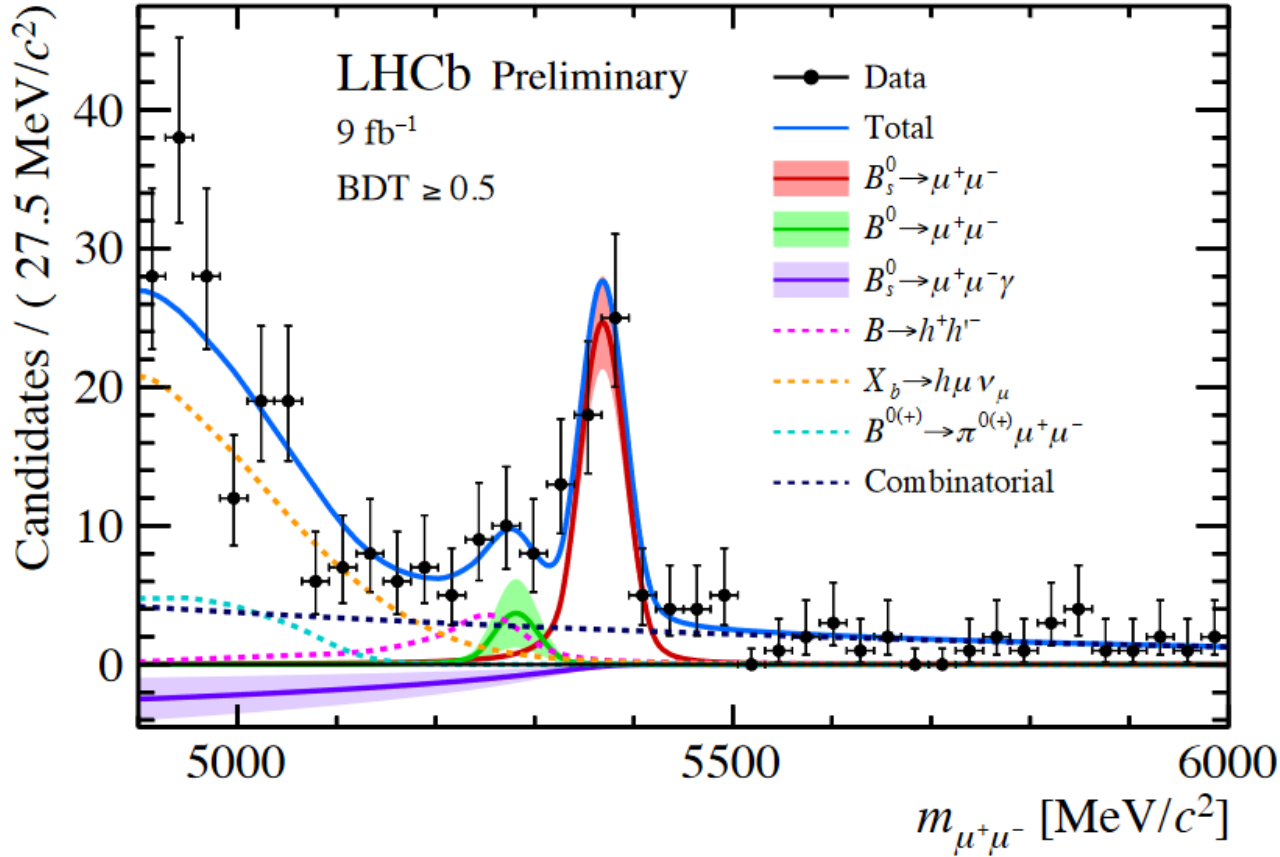 Candidates / ( 27.5 MeV/c²)
40
30
20
10
0
LHCb Preliminary
9 fb⁻¹
BDT ≥ 0.5
Data
Total
B⁰ₛ→μ⁺μ⁻
B⁰→μ⁺μ⁻
B⁰ₛ→μ⁺μ⁻γ
B→h⁺h'⁻
X_b→hμν_μ
B⁰⁽⁺⁾→π⁰⁽⁺⁾μ⁺μ⁻
Combinatorial
5000
5500
6000
m_μ⁺μ⁻ [MeV/c²]